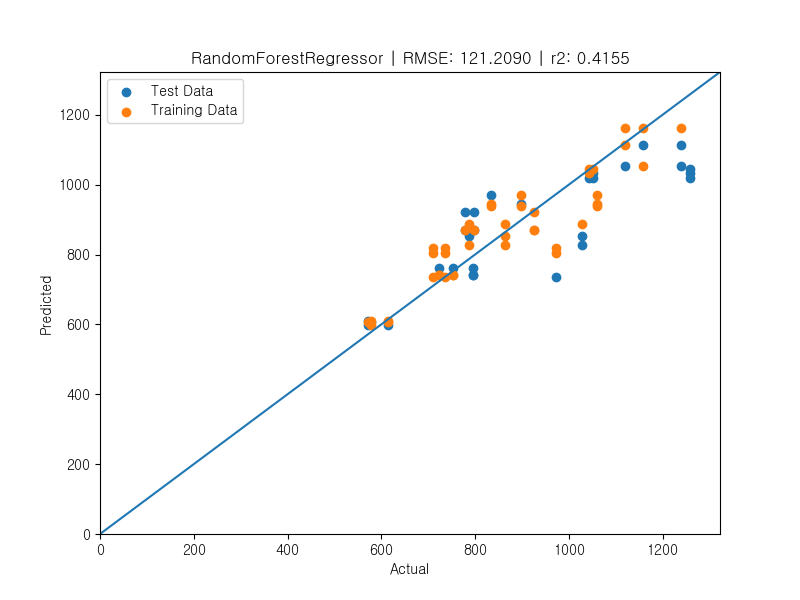 RandomForestRegressor | RMSE: 121.2090 | r2: 0.4155
Test Data
Training Data
1200
1000
800
600
400
200
0
Predicted
0 200 400 600 800 1000 1200
Actual